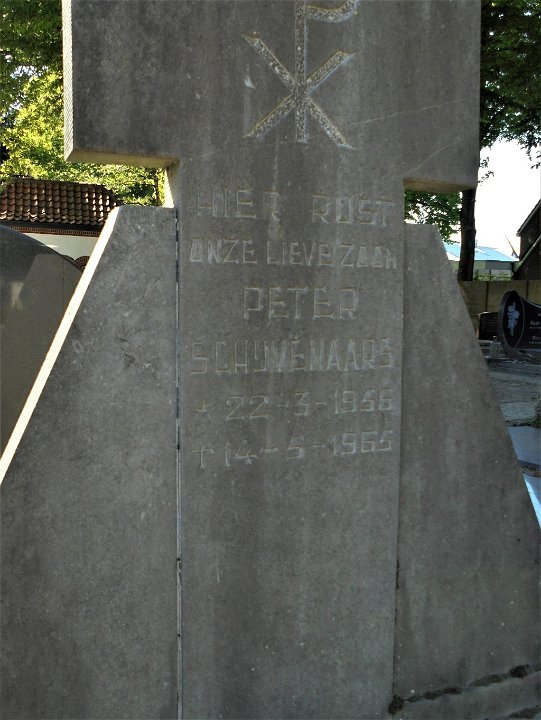 HIER RUST
ONZE LIEVE ZOON
PETER
SCHIJVENAARS
* 22-3-1956
† 14-5-1965